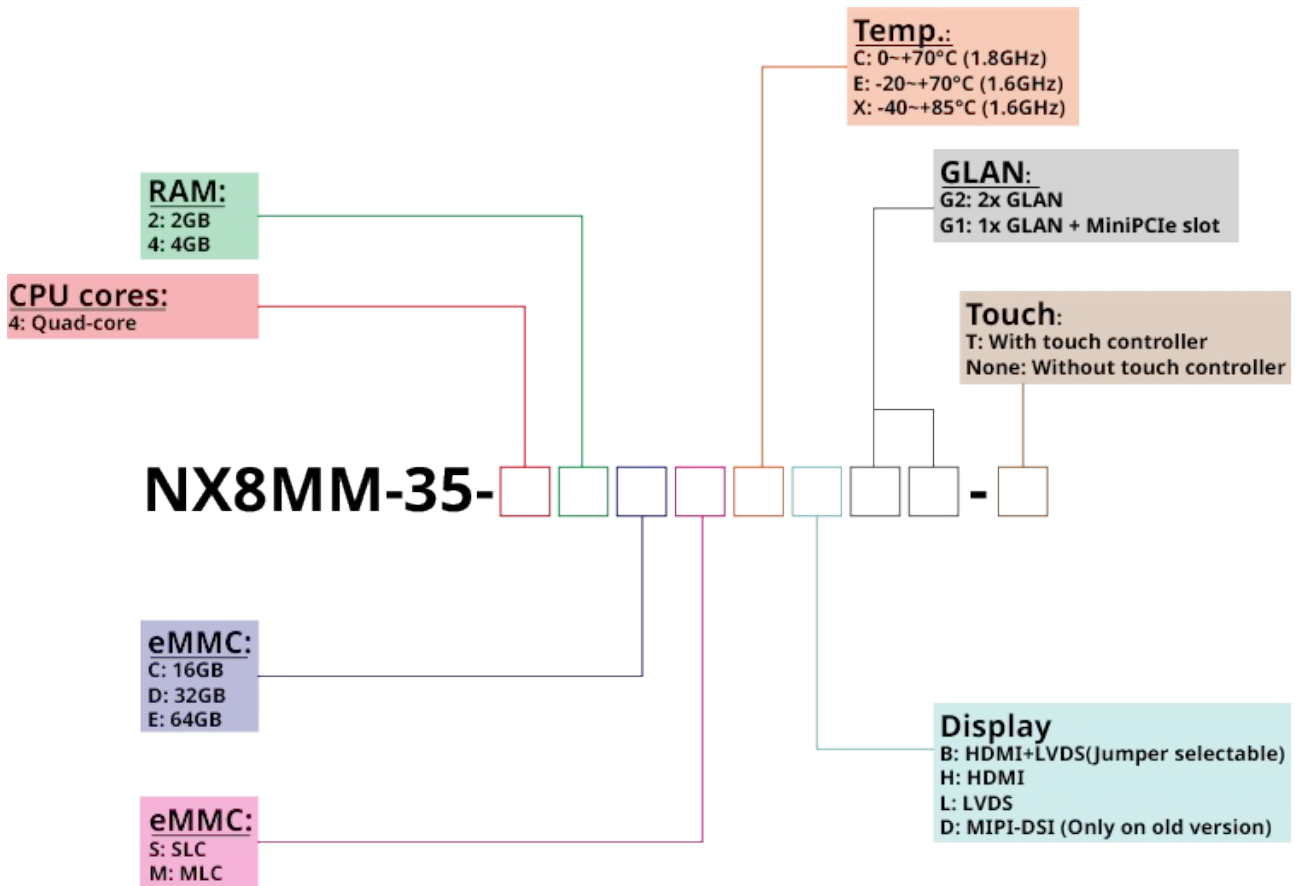 Temp.:
C: 0~+70°C (1.8GHz)
E: -20~+70°C (1.6GHz)
X: -40~+85°C (1.6GHz)
GLAN:
G2: 2x GLAN
G1: 1x GLAN + MiniPCIe slot
RAM:
2: 2GB
4: 4GB
CPU cores:
4: Quad-core
Touch:
T: With touch controller
None: Without touch controller
NX8MM-35- -
eMMC:
C: 16GB
D: 32GB
E: 64GB
Display
B: HDMI+LVDS(Jumper selectable)
H: HDMI
L: LVDS
D: MIPI-DSI (Only on old version)
eMMC:
S: SLC
M: MLC